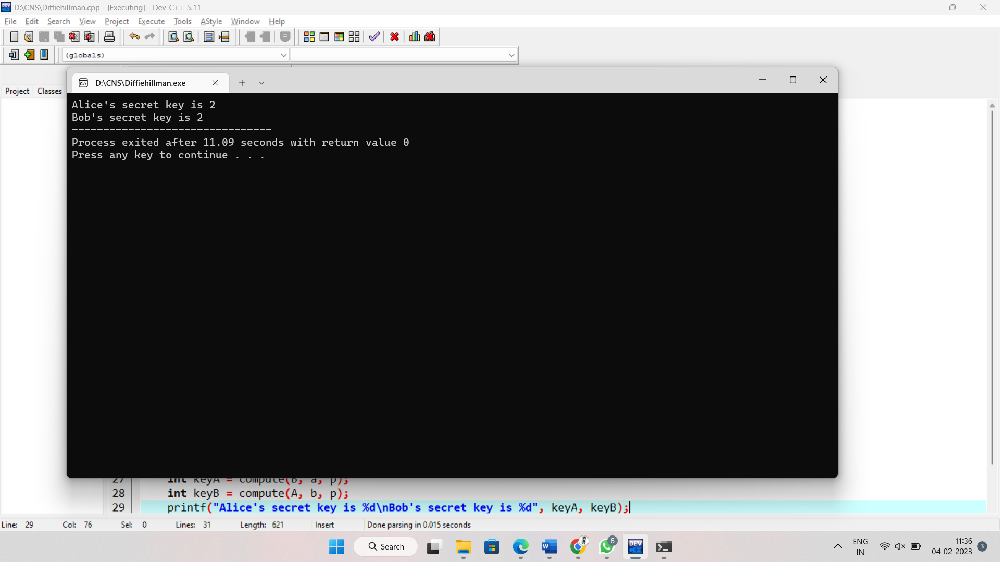 D:\CNS\Diffiehillman.cpp - [Executing] - Dev-C++ 5.11
File Edit Search View Project Execute Tools AStyle Window Help
(globals)
D:\CNS\Diffiehillman.exe
Project Classes
Alice's secret key is 2
Bob's secret key is 2
--------------------------------
Process exited after 11.09 seconds with return value 0
Press any key to continue . . .
27 int keyA = compute(B, a, p);
28 int keyB = compute(A, b, p);
29 printf("Alice's secret key is %d\nBob's secret key is %d", keyA, keyB);
Line: 29 Col: 76 Sel: 0 Lines: 31 Length: 621 Insert Done parsing in 0.015 seconds
Search
6
DEV
C++
ENG
IN
11:36
04-02-2023
3